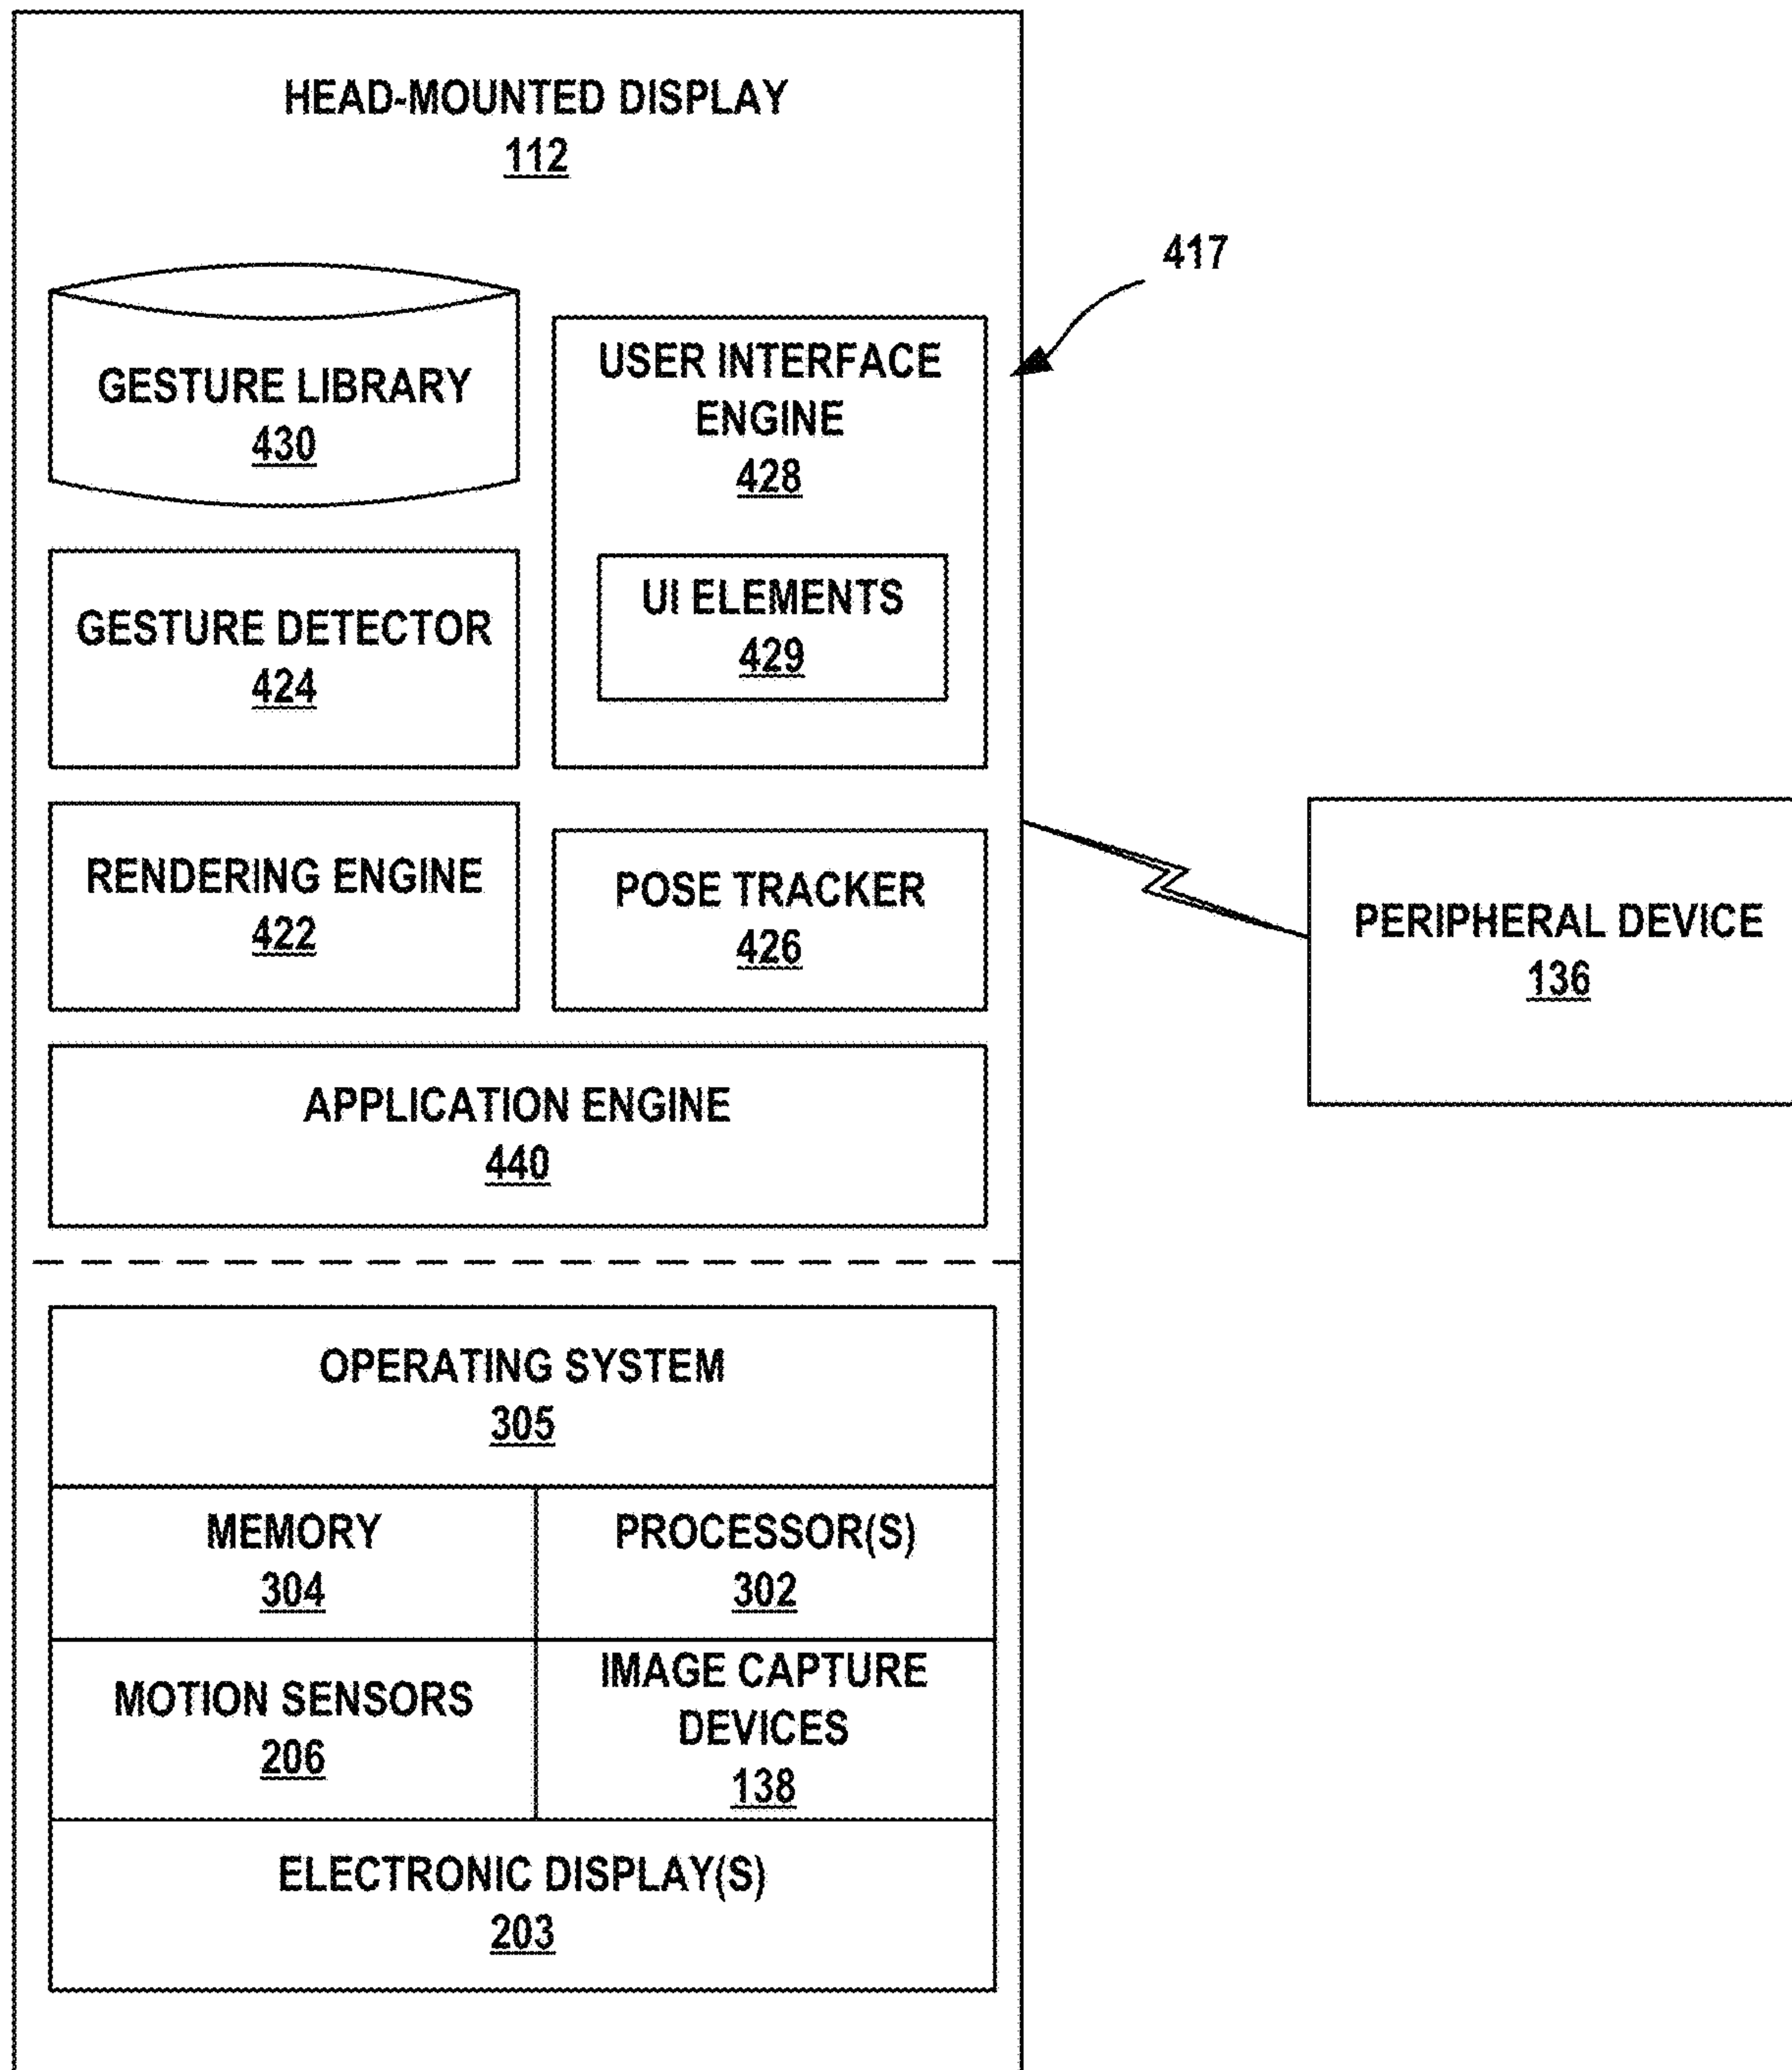 HEAD-MOUNTED DISPLAY
112
417
GESTURE LIBRARY
430
USER INTERFACE
ENGINE
428
UI ELEMENTS
429
GESTURE DETECTOR
424
RENDERING ENGINE
422
POSE TRACKER
426
PERIPHERAL DEVICE
136
APPLICATION ENGINE
440
OPERATING SYSTEM
305
MEMORY
304
PROCESSOR(S)
302
MOTION SENSORS
206
IMAGE CAPTURE
DEVICES
138
ELECTRONIC DISPLAY(S)
203